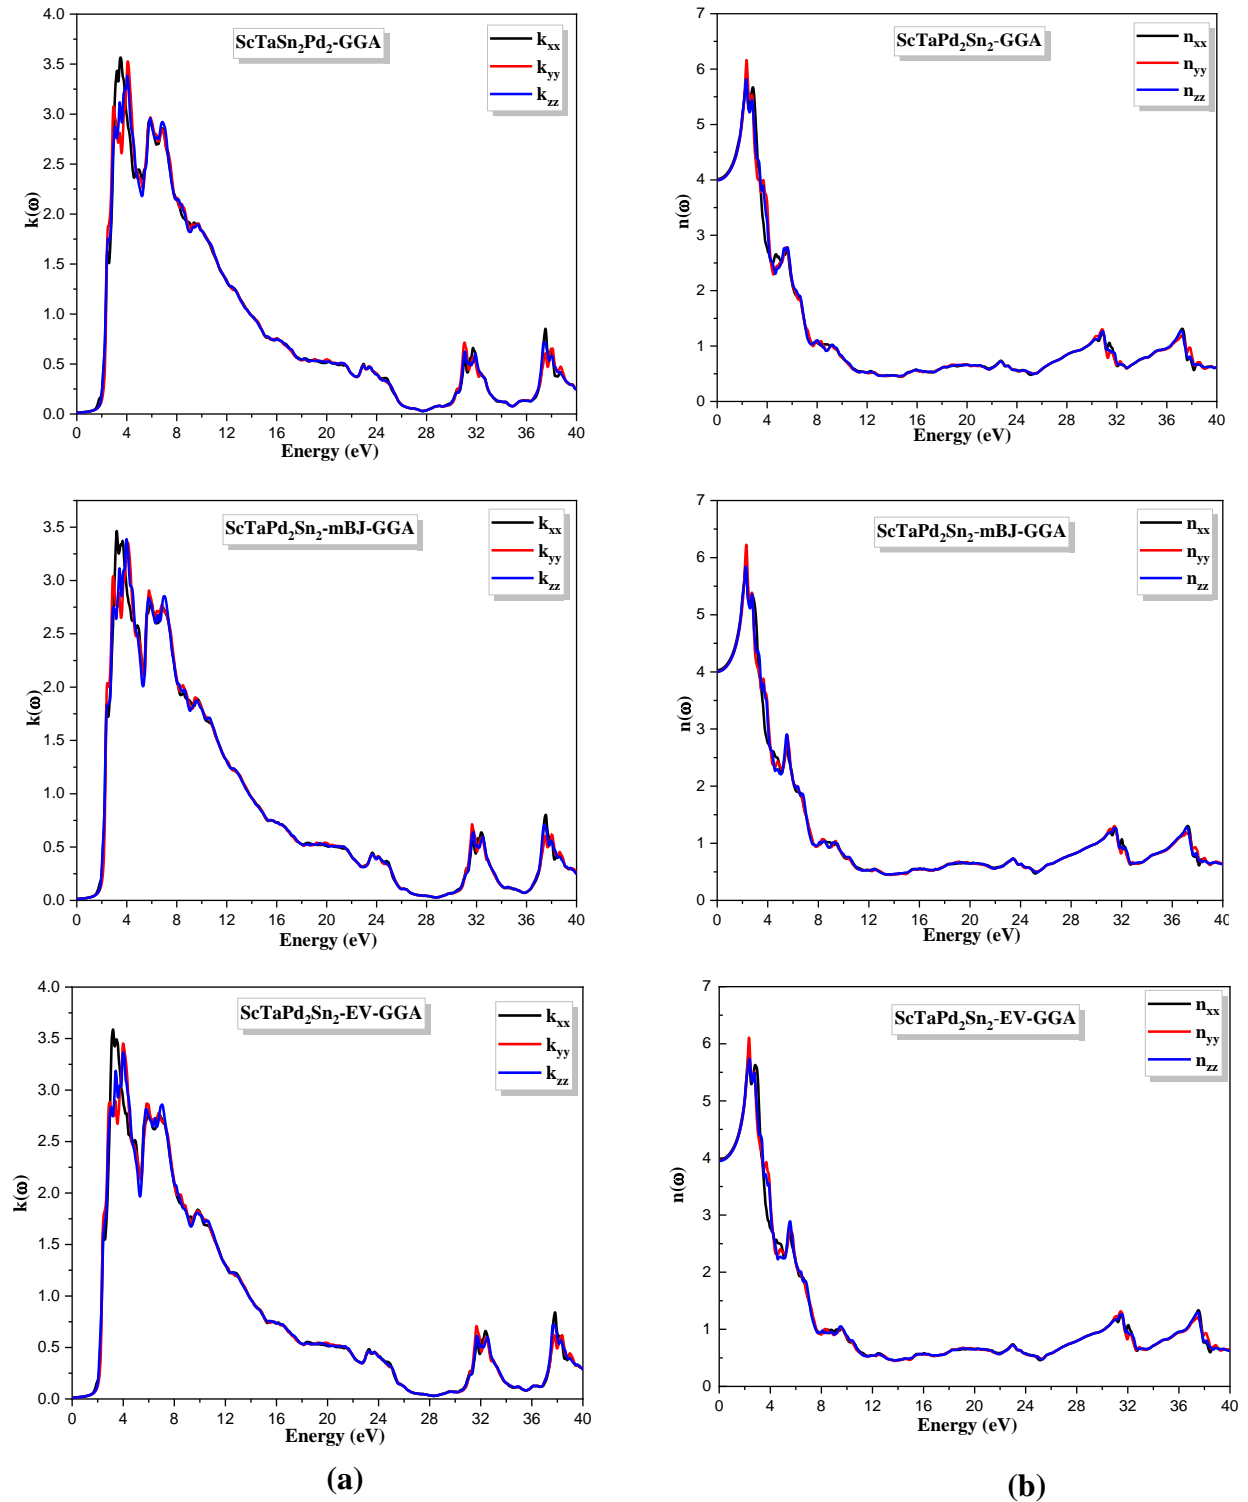 ScTaSn₂Pd₂-GGA
kxx
kyy
kzz
4.0
3.5
3.0
2.5
2.0
1.5
1.0
0.5
0.0
k(ω)
0 4 8 12 16 20 24 28 32 36 40
Energy (eV)
ScTaPd₂Sn₂-GGA
nxx
nyy
nzz
7
6
5
4
3
2
1
0
n(ω)
0 4 8 12 16 20 24 28 32 36 40
Energy (eV)
ScTaPd₂Sn₂-mBJ-GGA
kxx
kyy
kzz
3.5
3.0
2.5
2.0
1.5
1.0
0.5
0.0
k(ω)
0 4 8 12 16 20 24 28 32 36 40
Energy (eV)
ScTaPd₂Sn₂-mBJ-GGA
nxx
nyy
nzz
7
6
5
4
3
2
1
0
n(ω)
0 4 8 12 16 20 24 28 32 36 40
Energy (eV)
ScTaPd₂Sn₂-EV-GGA
kxx
kyy
kzz
4.0
3.5
3.0
2.5
2.0
1.5
1.0
0.5
0.0
k(ω)
0 4 8 12 16 20 24 28 32 36 40
Energy (eV)
ScTaPd₂Sn₂-EV-GGA
nxx
nyy
nzz
7
6
5
4
3
2
1
0
n(ω)
0 4 8 12 16 20 24 28 32 36 40
Energy (eV)
(a)
(b)